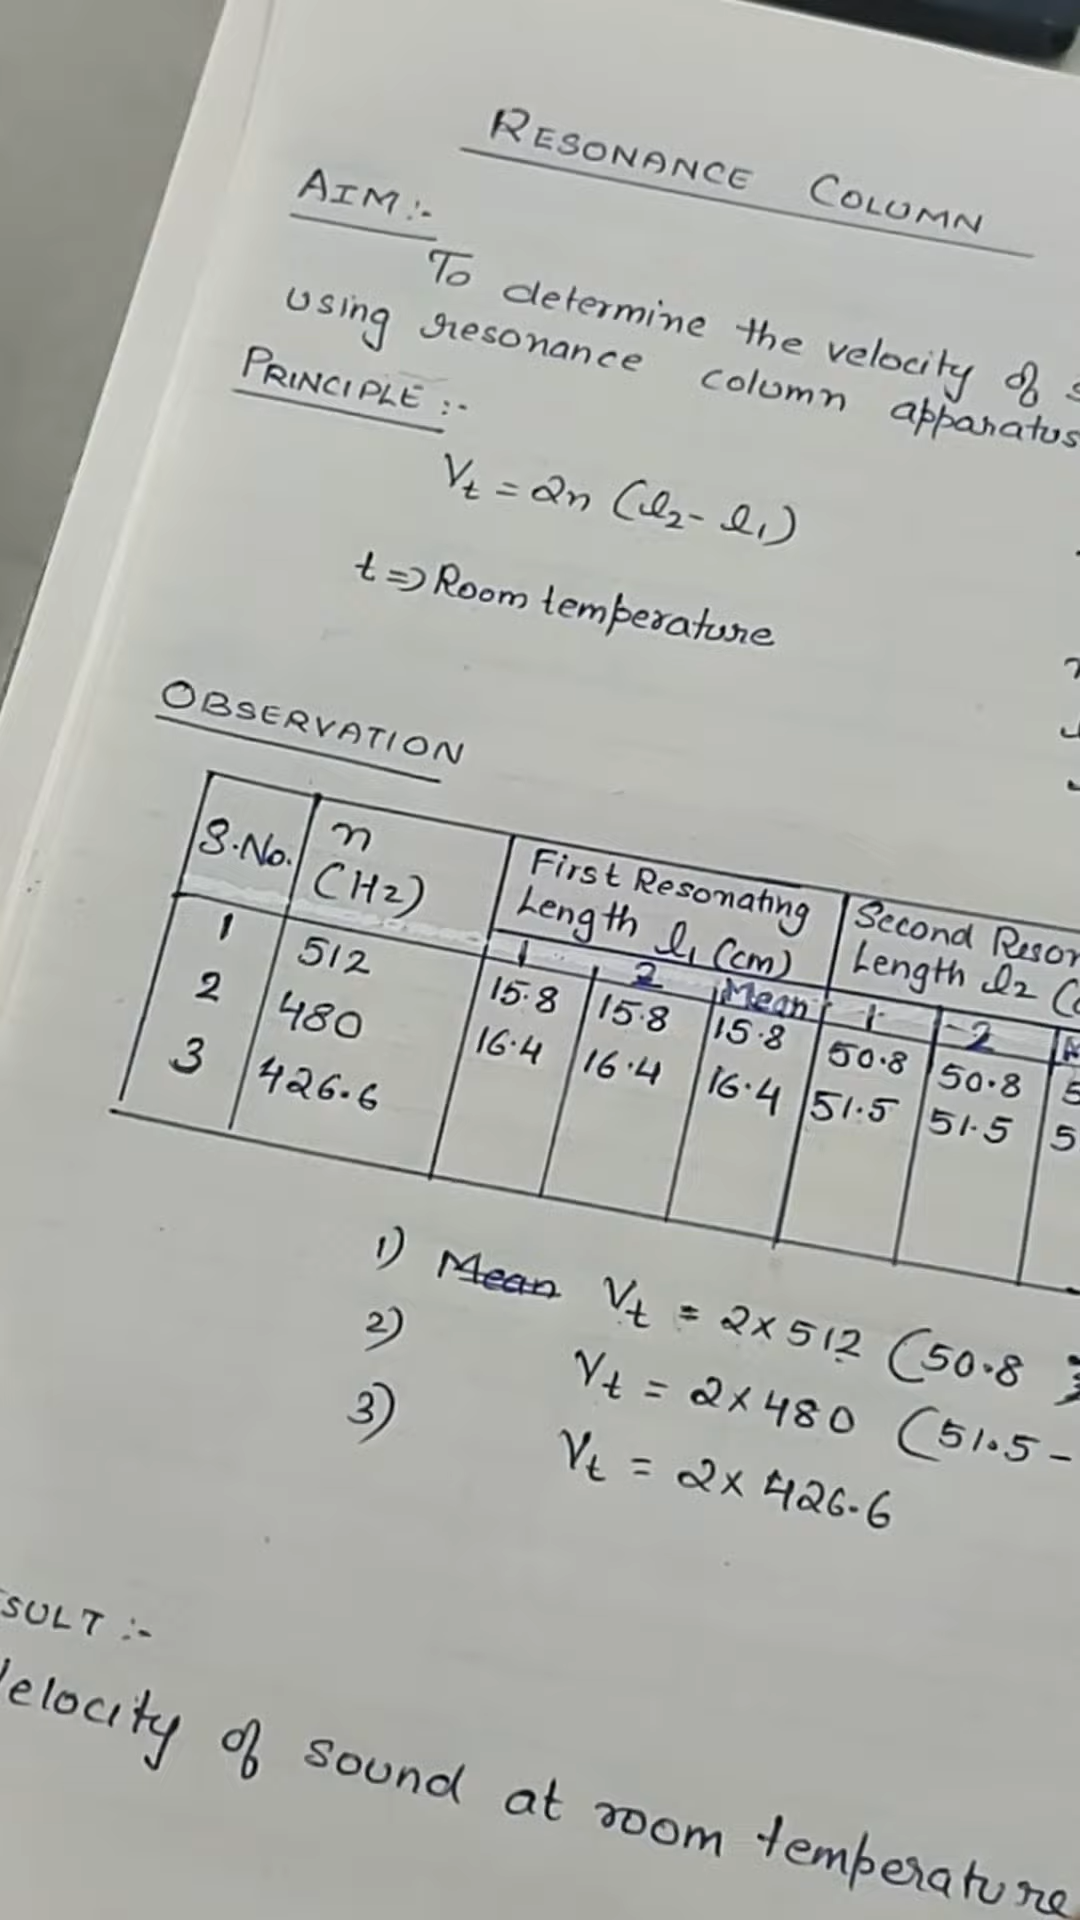 RESONANCE COLUMN
AIM :-
To determine the velocity of
using resonance column apparatus
PRINCIPLE :-
Vt = 2n (l2 - l1)
t => Room temperature
OBSERVATION
S.No. n (Hz) First Resonating Length l1 (cm) Second Length l2
1 2 Mean 1 2
1 512 15.8 15.8 15.8 50.8 50.8
2 480 16.4 16.4 16.4 51.5 51.5
3 426.6
1) Mean Vt = 2 x 512 (50.8
2) Vt = 2 x 480 (51.5 -
3) Vt = 2 x 426.6
SULT :-
elocity of sound at room temperature